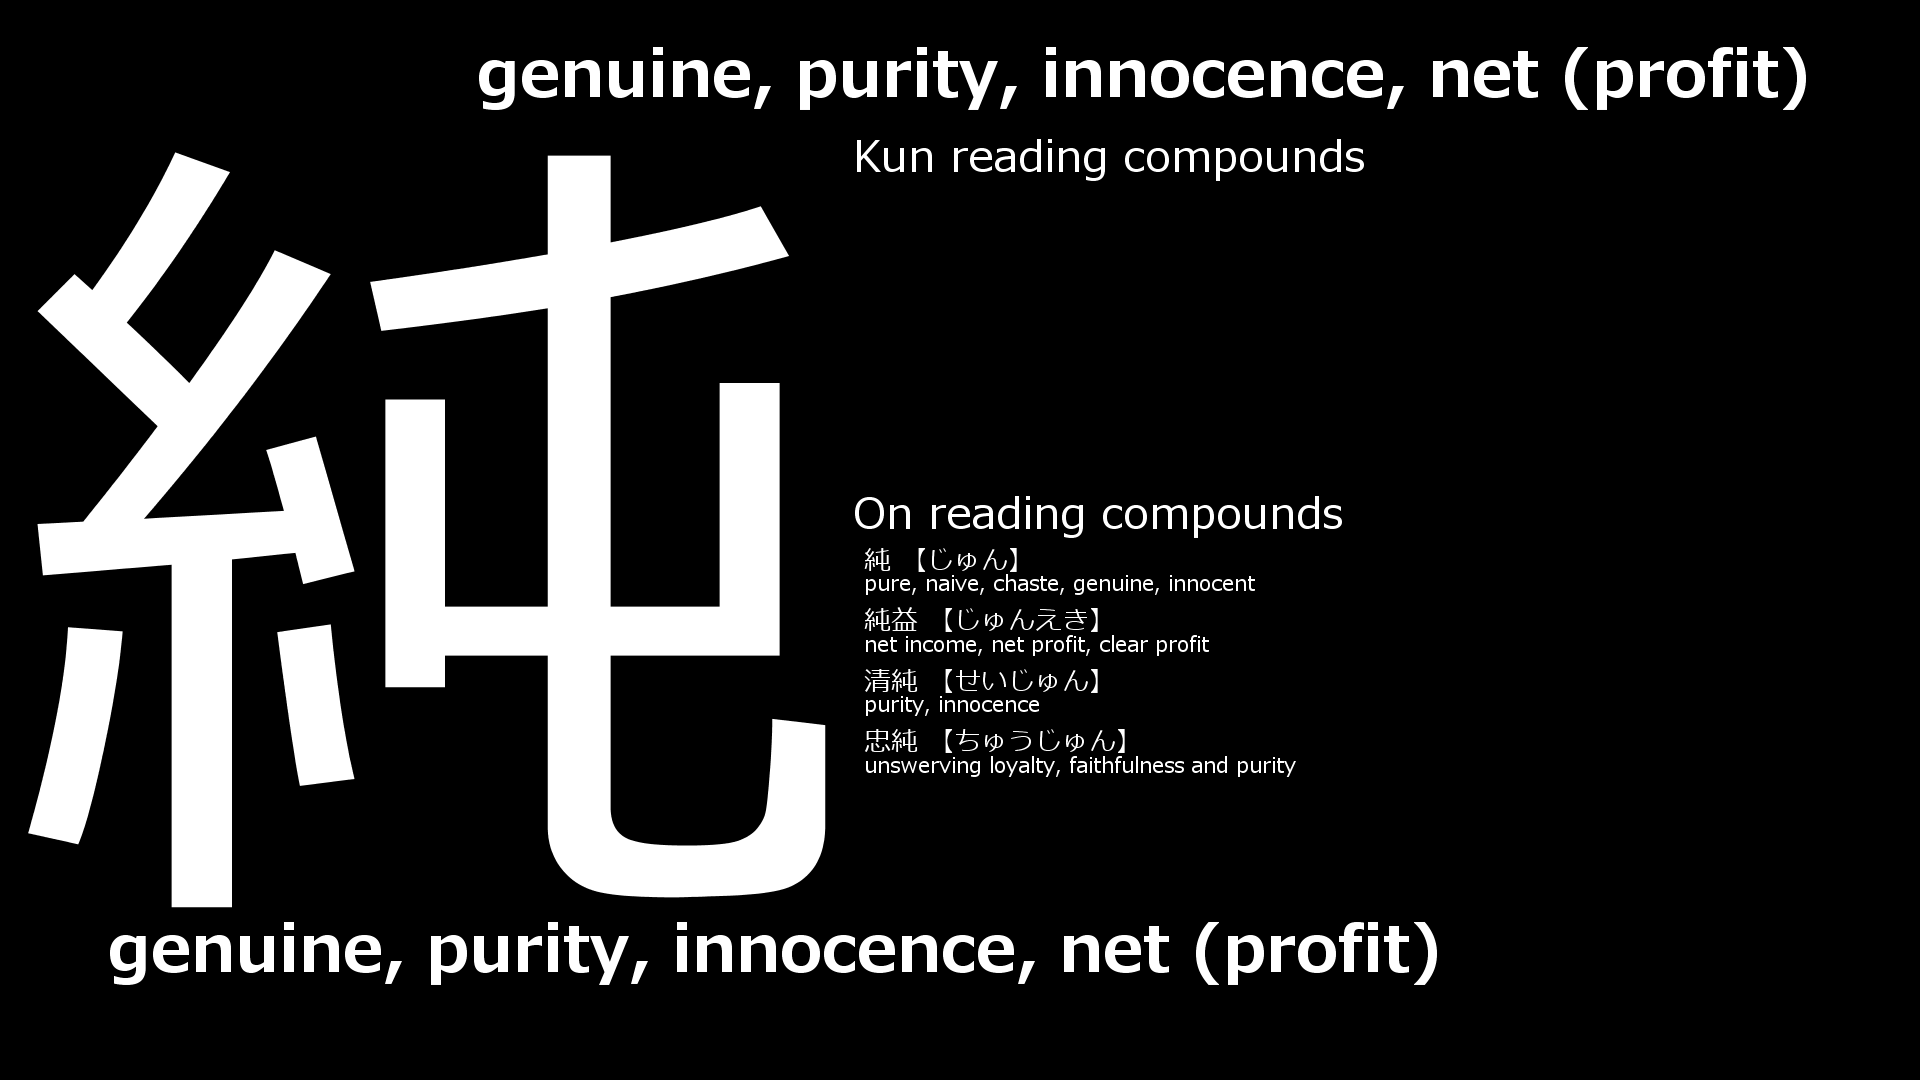 genuine, purity, innocence, net (profit)
純
Kun reading compounds
On reading compounds
純 【じゅん】
pure, naive, chaste, genuine, innocent
純益 【じゅんえき】
net income, net profit, clear profit
清純 【せいじゅん】
purity, innocence
忠純 【ちゅうじゅん】
unswerving loyalty, faithfulness and purity
genuine, purity, innocence, net (profit)